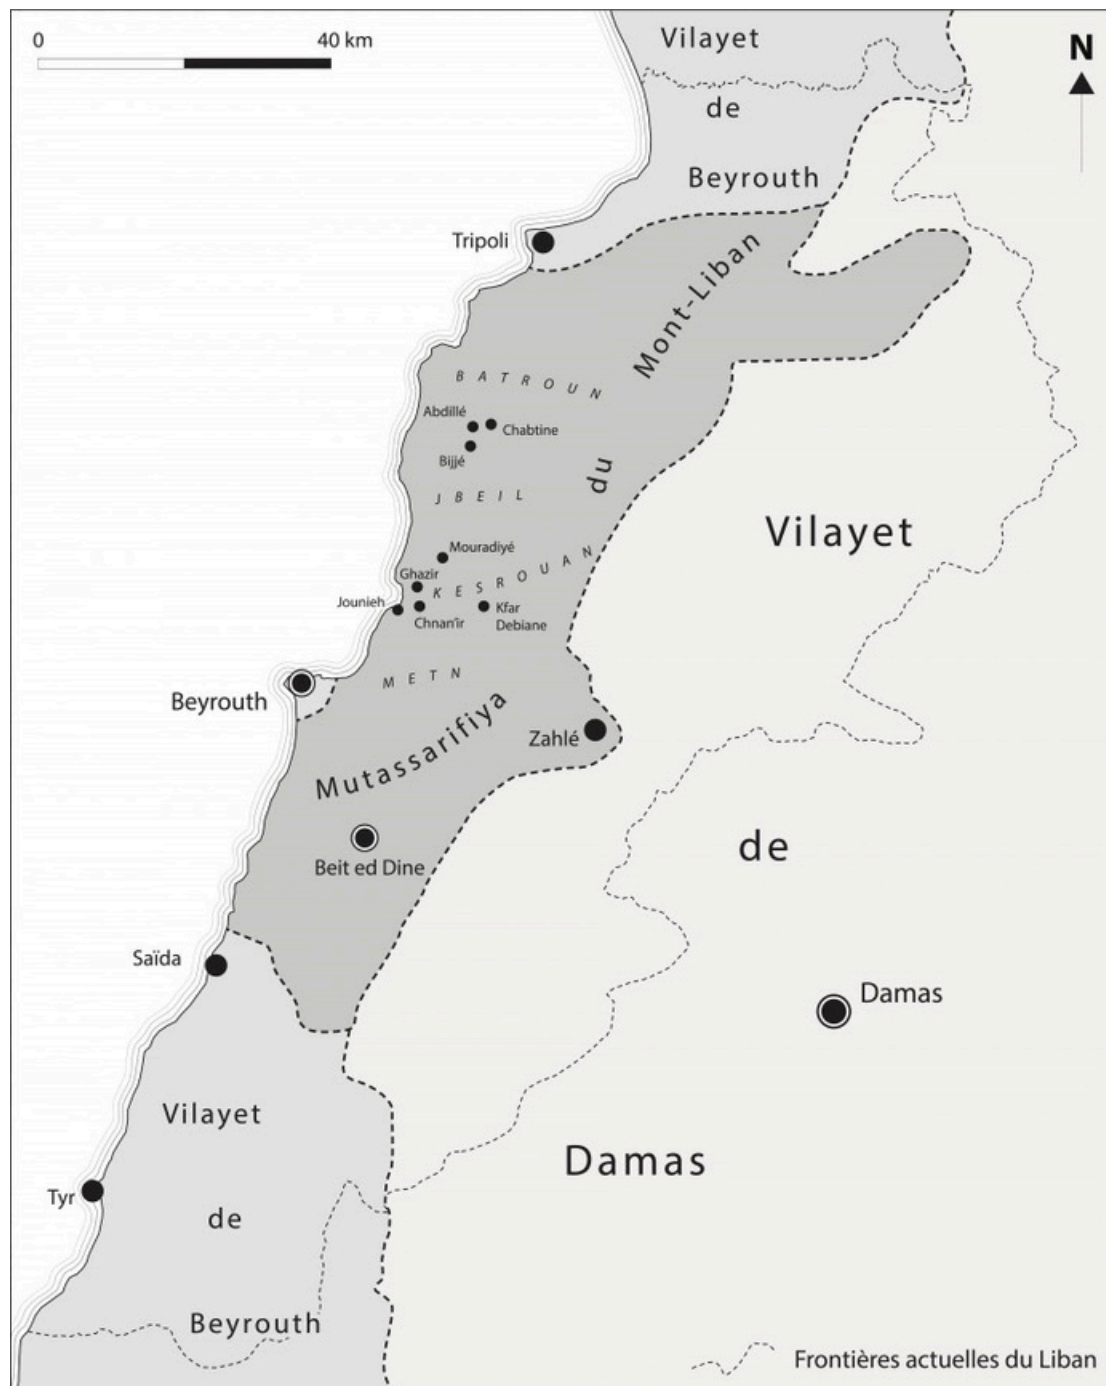 0
40 km
N
Vilayet
de
Beyrouth
Tripoli
Mont-Liban
BATROUN
Abdillé
Chabtine
Bijjé
du
JBEIL
Vilayet
Mouradiyé
KESROUAN
Ghazir
Jounieh
Chnan'ir
Kfar
Debiane
METN
Beyrouth
Mutassarifiya
Zahlé
de
Beit ed Dine
Saïda
Damas
Vilayet
Damas
Tyr
de
Beyrouth
Frontières actuelles du Liban